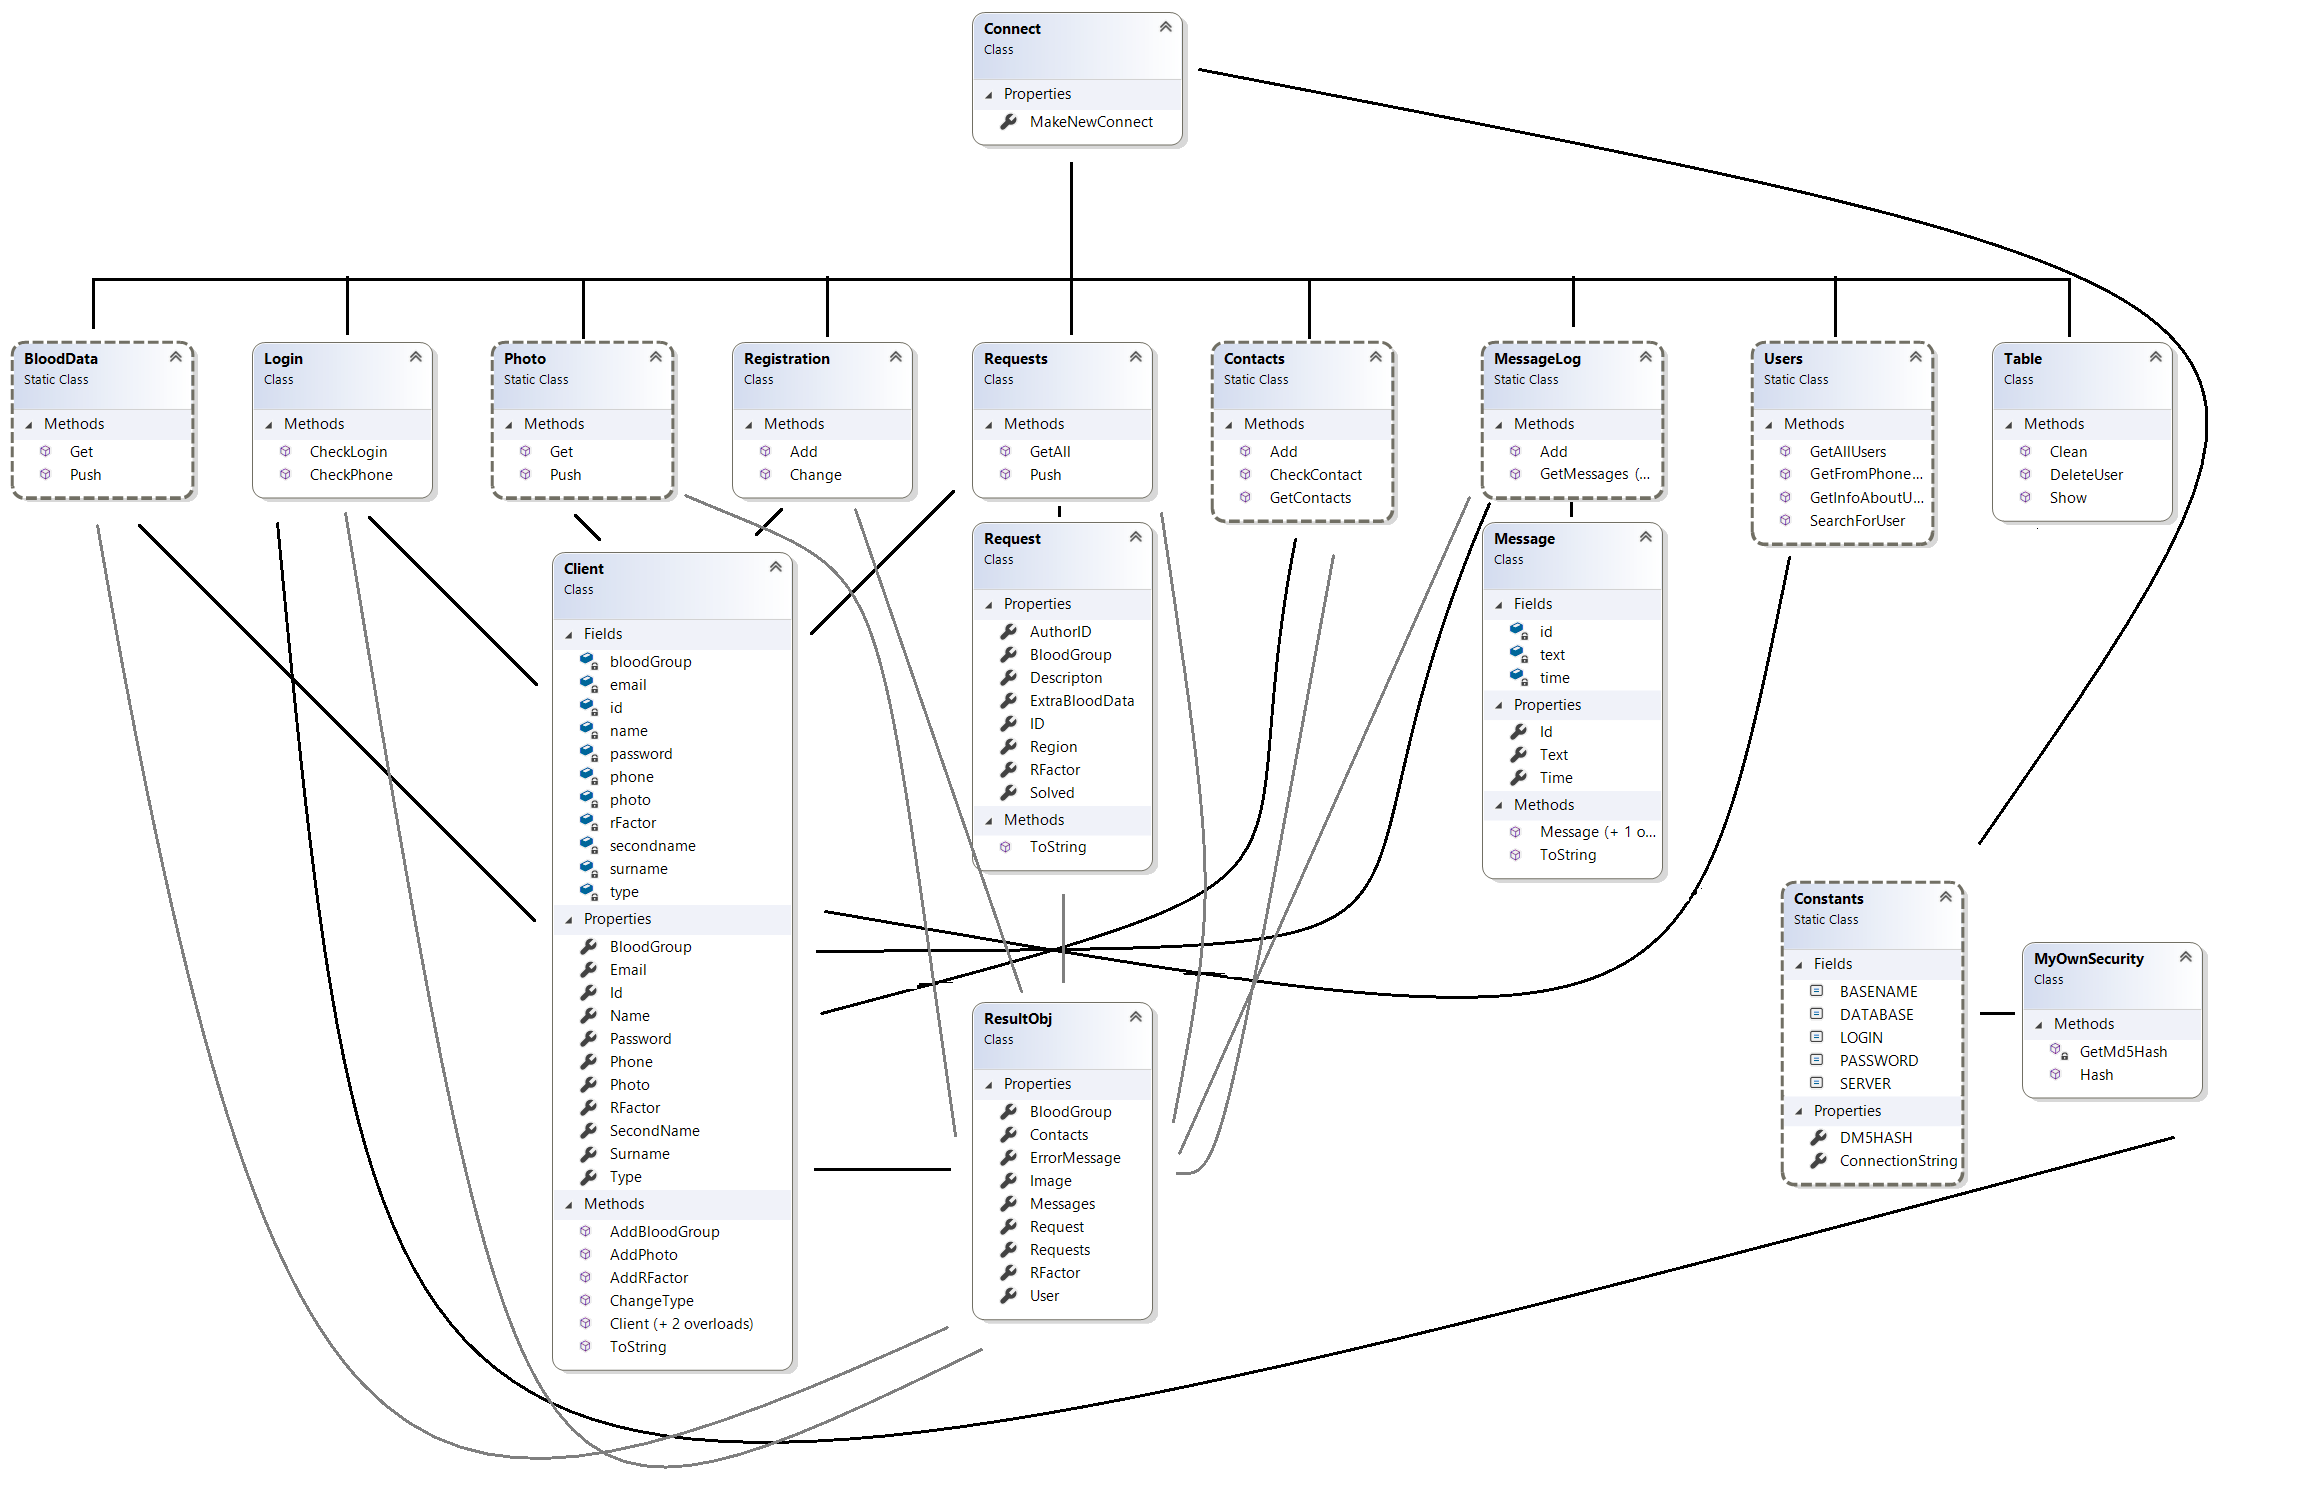 Connect
Class
Properties
MakeNewConnect
BloodData
Static Class
Methods
Get
Push
Login
Class
Methods
CheckLogin
CheckPhone
Photo
Static Class
Methods
Get
Push
Registration
Class
Methods
Add
Change
Requests
Class
Methods
GetAll
Push
Contacts
Static Class
Methods
Add
CheckContact
GetContacts
MessageLog
Static Class
Methods
Add
GetMessages (...
Users
Static Class
Methods
GetAllUsers
GetFromPhone...
GetInfoAboutU...
SearchForUser
Table
Class
Methods
Clean
DeleteUser
Show
Client
Class
Fields
bloodGroup
email
id
name
password
phone
photo
rFactor
secondname
surname
type
Properties
BloodGroup
Email
Id
Name
Password
Phone
Photo
RFactor
SecondName
Surname
Type
Methods
AddBloodGroup
AddPhoto
AddRFactor
ChangeType
Client (+ 2 overloads)
ToString
Request
Class
Properties
AuthorID
BloodGroup
Descripton
ExtraBloodData
ID
Region
RFactor
Solved
Methods
ToString
Message
Class
Fields
id
text
time
Properties
Id
Text
Time
Methods
Message (+ 1 o...
ToString
ResultObj
Class
Properties
BloodGroup
Contacts
ErrorMessage
Image
Messages
Request
Requests
RFactor
User
Constants
Static Class
Fields
BASENAME
DATABASE
LOGIN
PASSWORD
SERVER
Properties
DM5HASH
ConnectionString
MyOwnSecurity
Class
Methods
GetMd5Hash
Hash